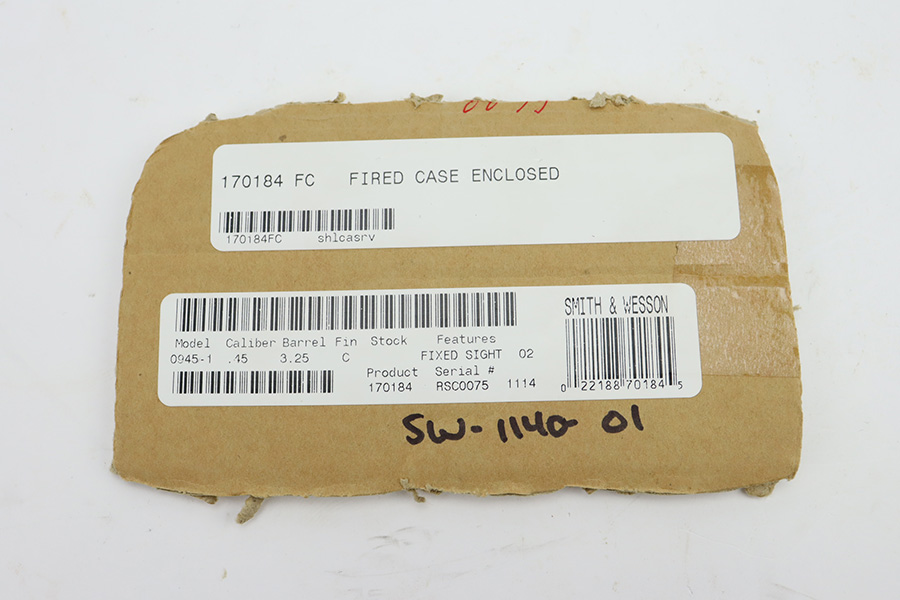 170184 FC FIRED CASE ENCLOSED
170184FC shlcasrv
SMITH & WESSON
Model Caliber Barrel Fin Stock Features
0945-1 .45 3.25 C FIXED SIGHT 02
Product Serial #
170184 RSC0075 1114
0 22188 70184 5
SW-1140-01